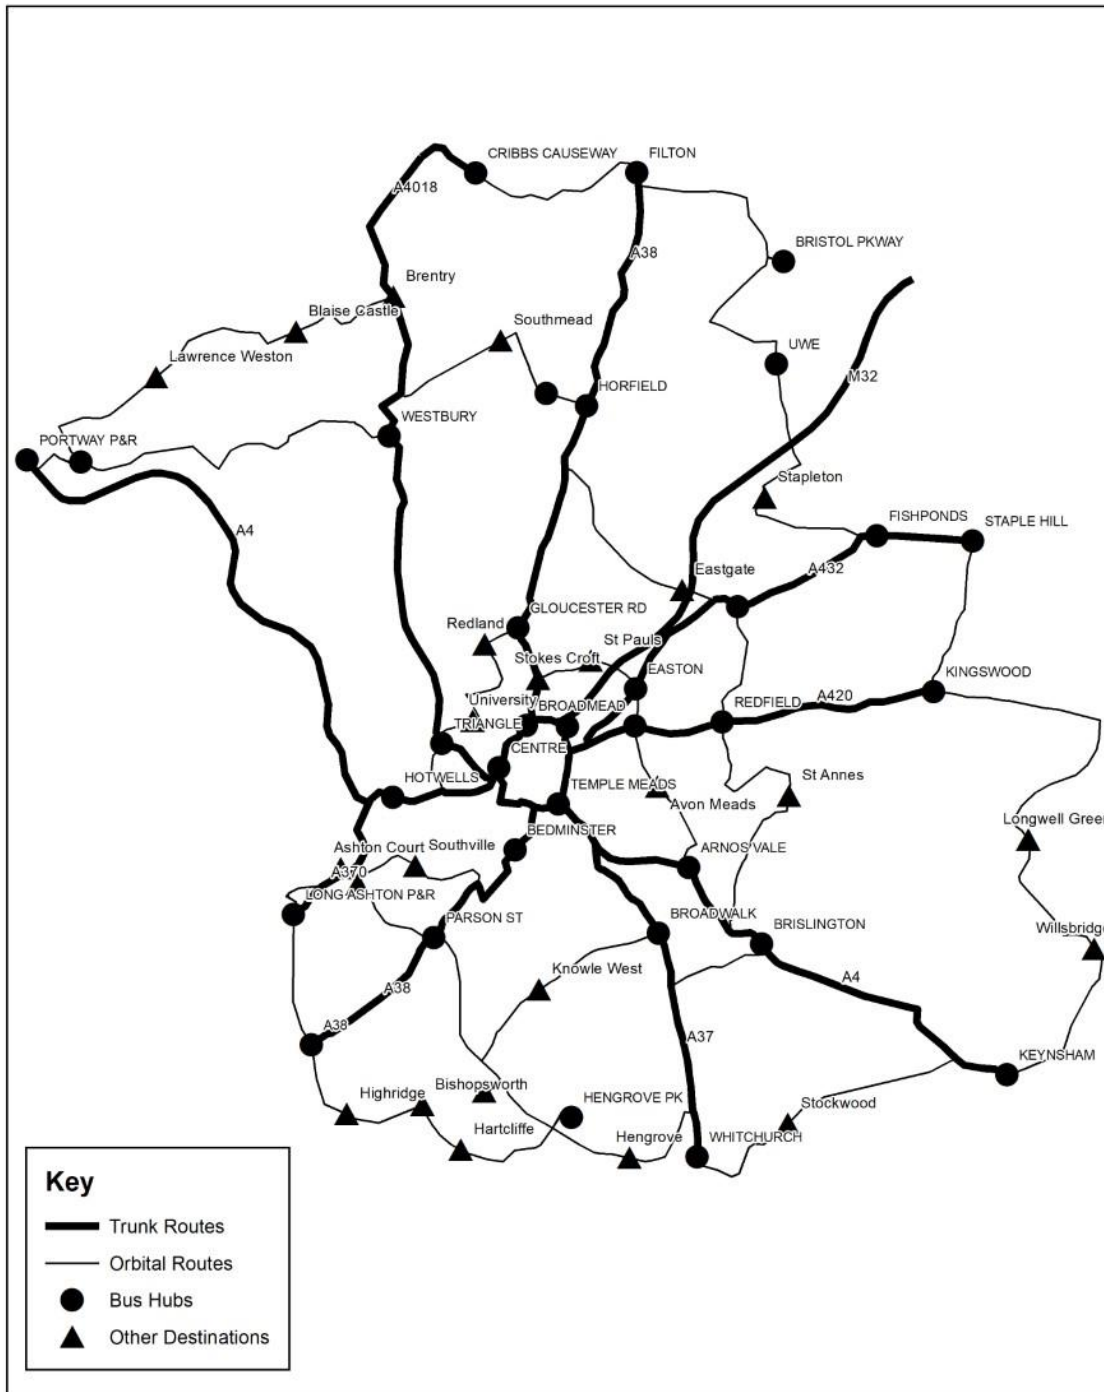 CRIBBS CAUSEWAY
FILTON
A4018
A38
BRISTOL PKWAY
Brentry
Blaise Castle
Southmead
Lawrence Weston
UWE
M32
HORFIELD
WESTBURY
PORTWAY P&R
Stapleton
FISHPONDS
STAPLE HILL
A4
A432
Eastgate
GLOUCESTER RD
Redland
St Pauls
Stokes Croft
EASTON
KINGSWOOD
University
BROADMEAD
REDFIELD
A420
TRIANGLE
CENTRE
HOTWELLS
TEMPLE MEADS
St Annes
Avon Meads
Longwell Green
BEDMINSTER
Ashton Court
Southville
ARNOS VALE
A370
LONG ASHTON P&R
PARSON ST
BROADWALK
BRISLINGTON
Willsbridge
Knowle West
A4
A38
A38
A37
KEYNSHAM
Bishopsworth
Highridge
HENGROVE PK
Stockwood
Hartcliffe
Hengrove
WHITCHURCH
Key
Trunk Routes
Orbital Routes
Bus Hubs
Other Destinations